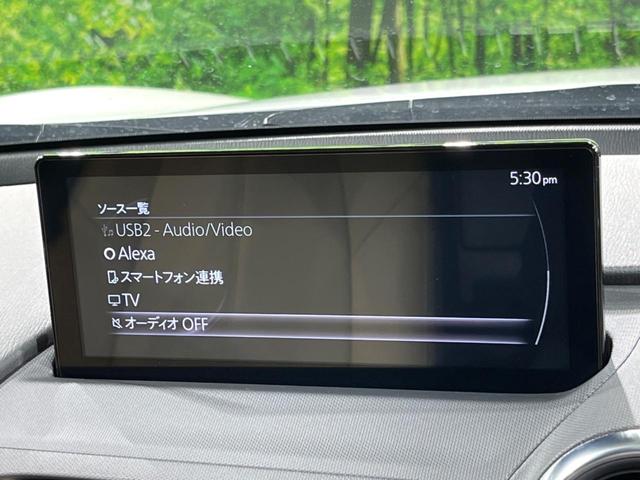 5:30pm
ソース一覧
USB2 - Audio/Video
Alexa
スマートフォン連携
TV
オーディオ OFF